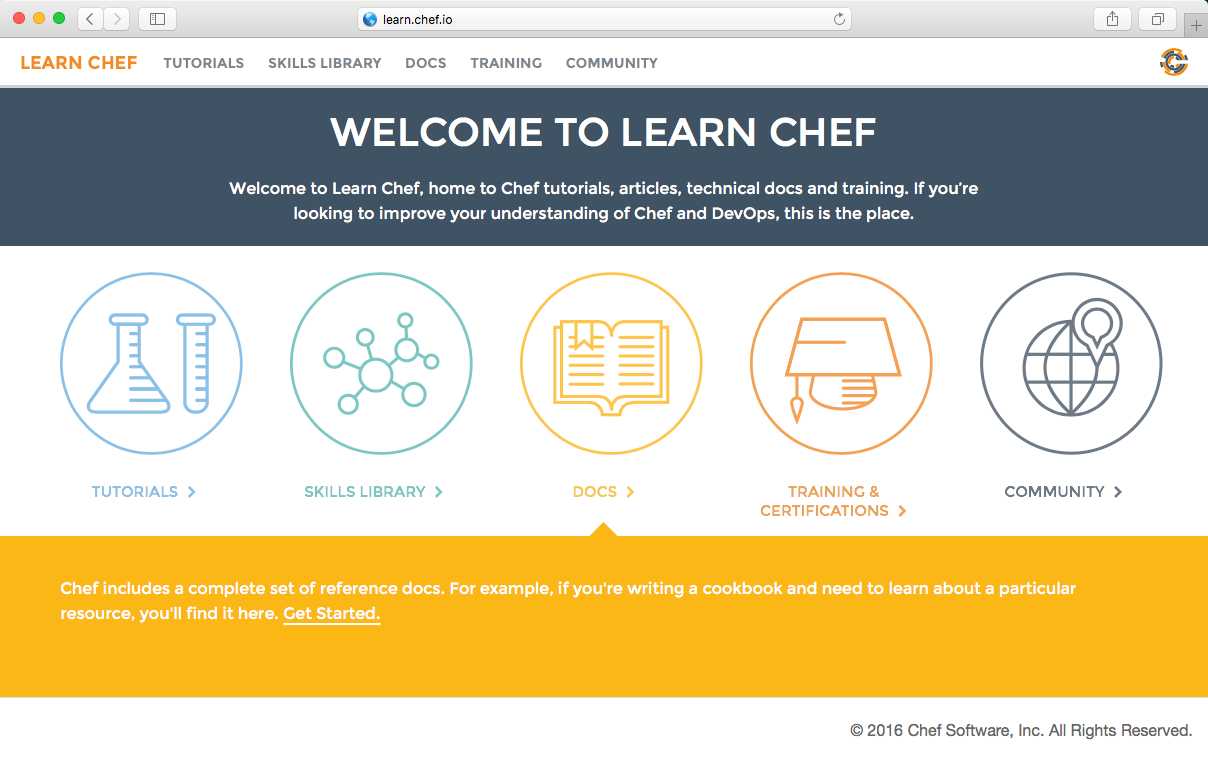 learn.chef.io
LEARN CHEF TUTORIALS SKILLS LIBRARY DOCS TRAINING COMMUNITY
WELCOME TO LEARN CHEF
Welcome to Learn Chef, home to Chef tutorials, articles, technical docs and training. If you’re
looking to improve your understanding of Chef and DevOps, this is the place.
TUTORIALS
SKILLS LIBRARY
DOCS
TRAINING &
CERTIFICATIONS
COMMUNITY
Chef includes a complete set of reference docs. For example, if you're writing a cookbook and need to learn about a particular
resource, you'll find it here. Get Started.
© 2016 Chef Software, Inc. All Rights Reserved.